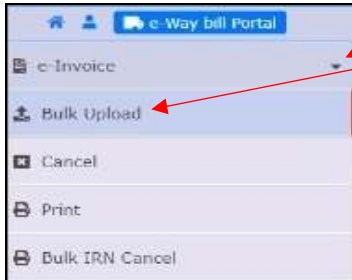 e-Way bill Portal
e-Invoice
Bulk Upload
Cancel
Print
Bulk IRN Cancel